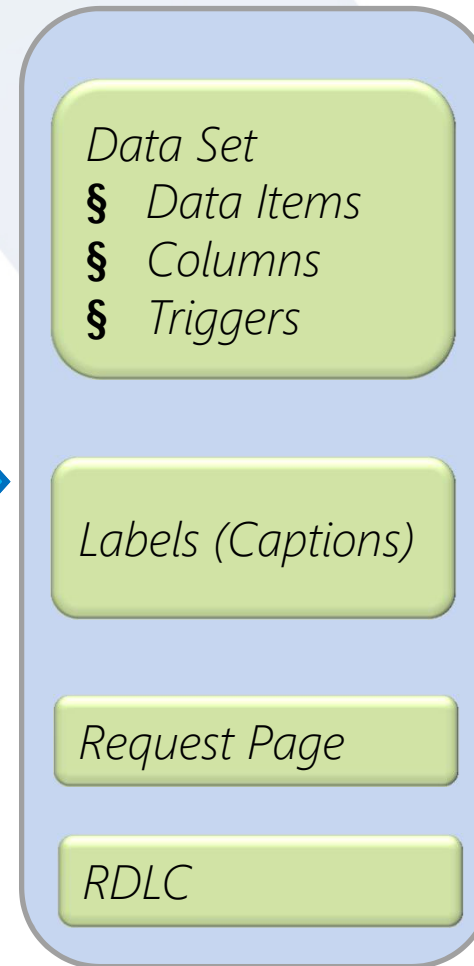 Data Set
§ Data Items
§ Columns
§ Triggers
Labels (Captions)
Request Page
RDLC